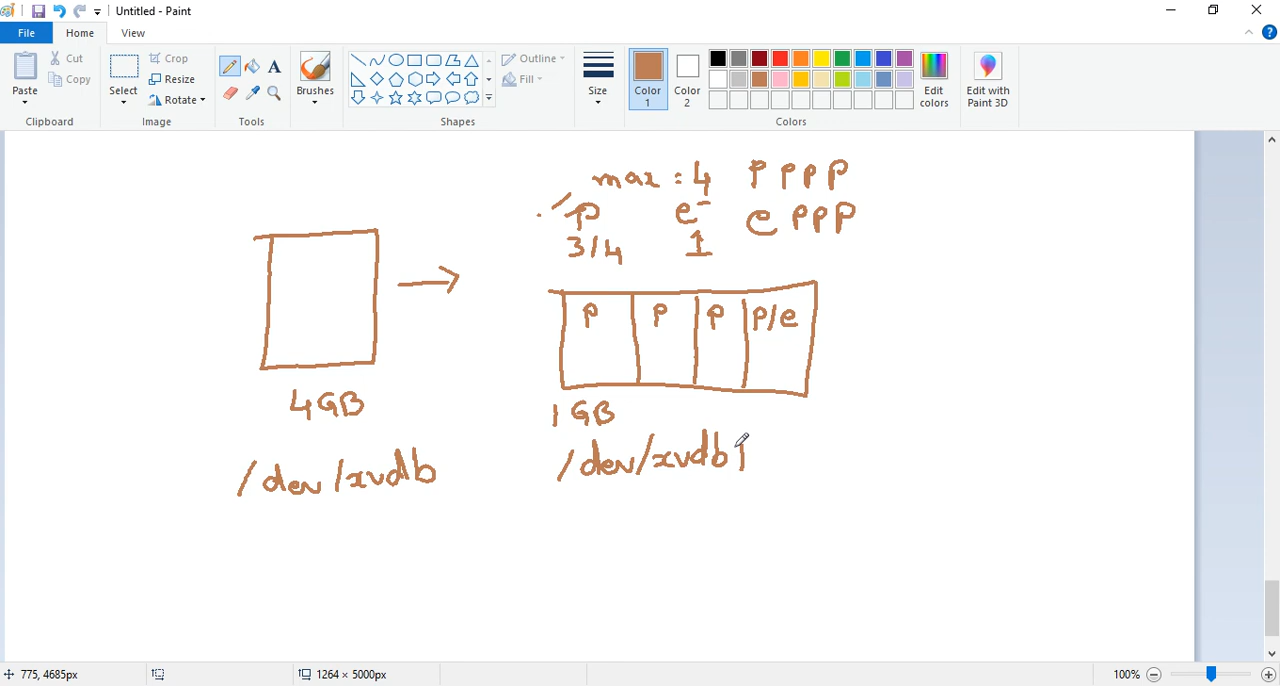 Untitled - Paint
File Home View
Paste
Cut
Copy
Clipboard
Select
Crop
Resize
Rotate
Image
A
Tools
Brushes
Shapes
Outline
Fill
Size
Color 1
Color 2
Edit colors
Colors
Edit with Paint 3D
max : 4 P P P P
p e e P P P
3/4 1
p p p p/e
4GB
1 GB
/dev/xvdb
/dev/xvdb1
775, 4685px
1264 × 5000px
100%